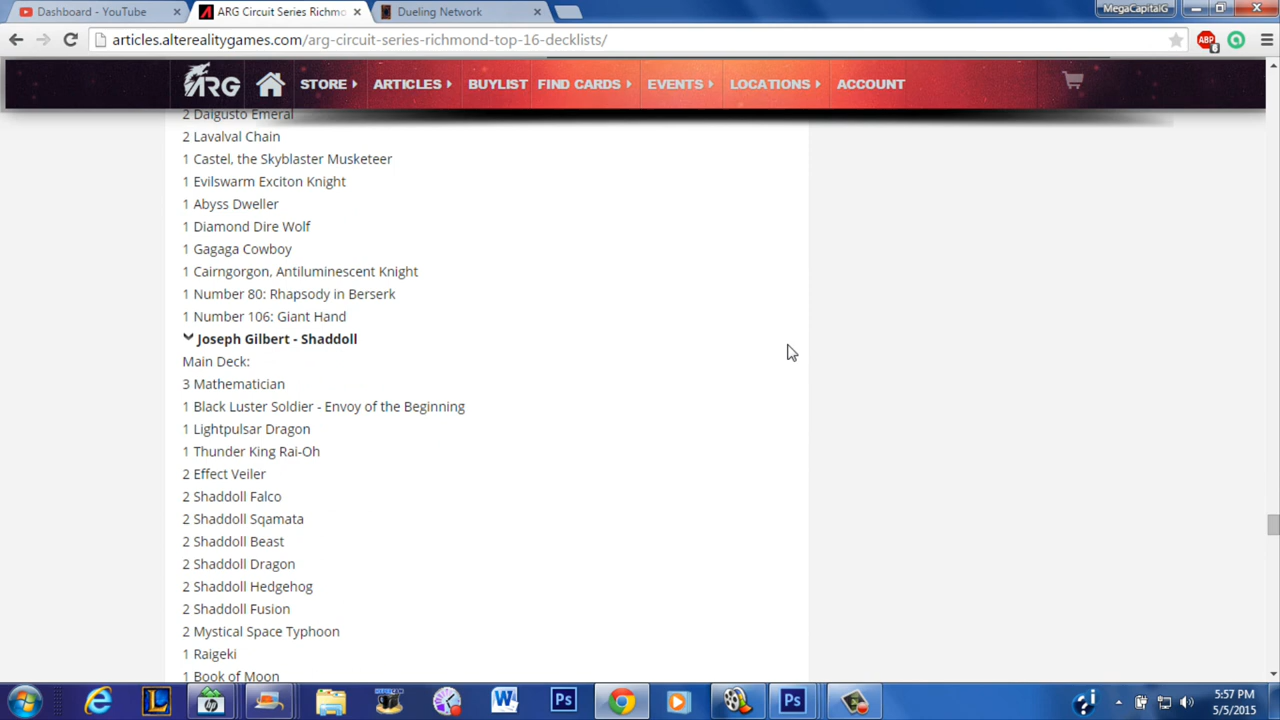 Dashboard - YouTube
ARG Circuit Series Richmo
Dueling Network
MegaCapitalG
articles.alterealitygames.com/arg-circuit-series-richmond-top-16-decklists/
ABP
6
ARG
STORE
ARTICLES
BUYLIST
FIND CARDS
EVENTS
LOCATIONS
ACCOUNT
2 Daigusto Emeral
2 Lavalval Chain
1 Castel, the Skyblaster Musketeer
1 Evilswarm Exciton Knight
1 Abyss Dweller
1 Diamond Dire Wolf
1 Gagaga Cowboy
1 Cairngorgon, Antiluminescent Knight
1 Number 80: Rhapsody in Berserk
1 Number 106: Giant Hand
Joseph Gilbert - Shaddoll
Main Deck:
3 Mathematician
1 Black Luster Soldier - Envoy of the Beginning
1 Lightpulsar Dragon
1 Thunder King Rai-Oh
2 Effect Veiler
2 Shaddoll Falco
2 Shaddoll Sqamata
2 Shaddoll Beast
2 Shaddoll Dragon
2 Shaddoll Hedgehog
2 Shaddoll Fusion
2 Mystical Space Typhoon
1 Raigeki
1 Book of Moon
5:57 PM
5/5/2015